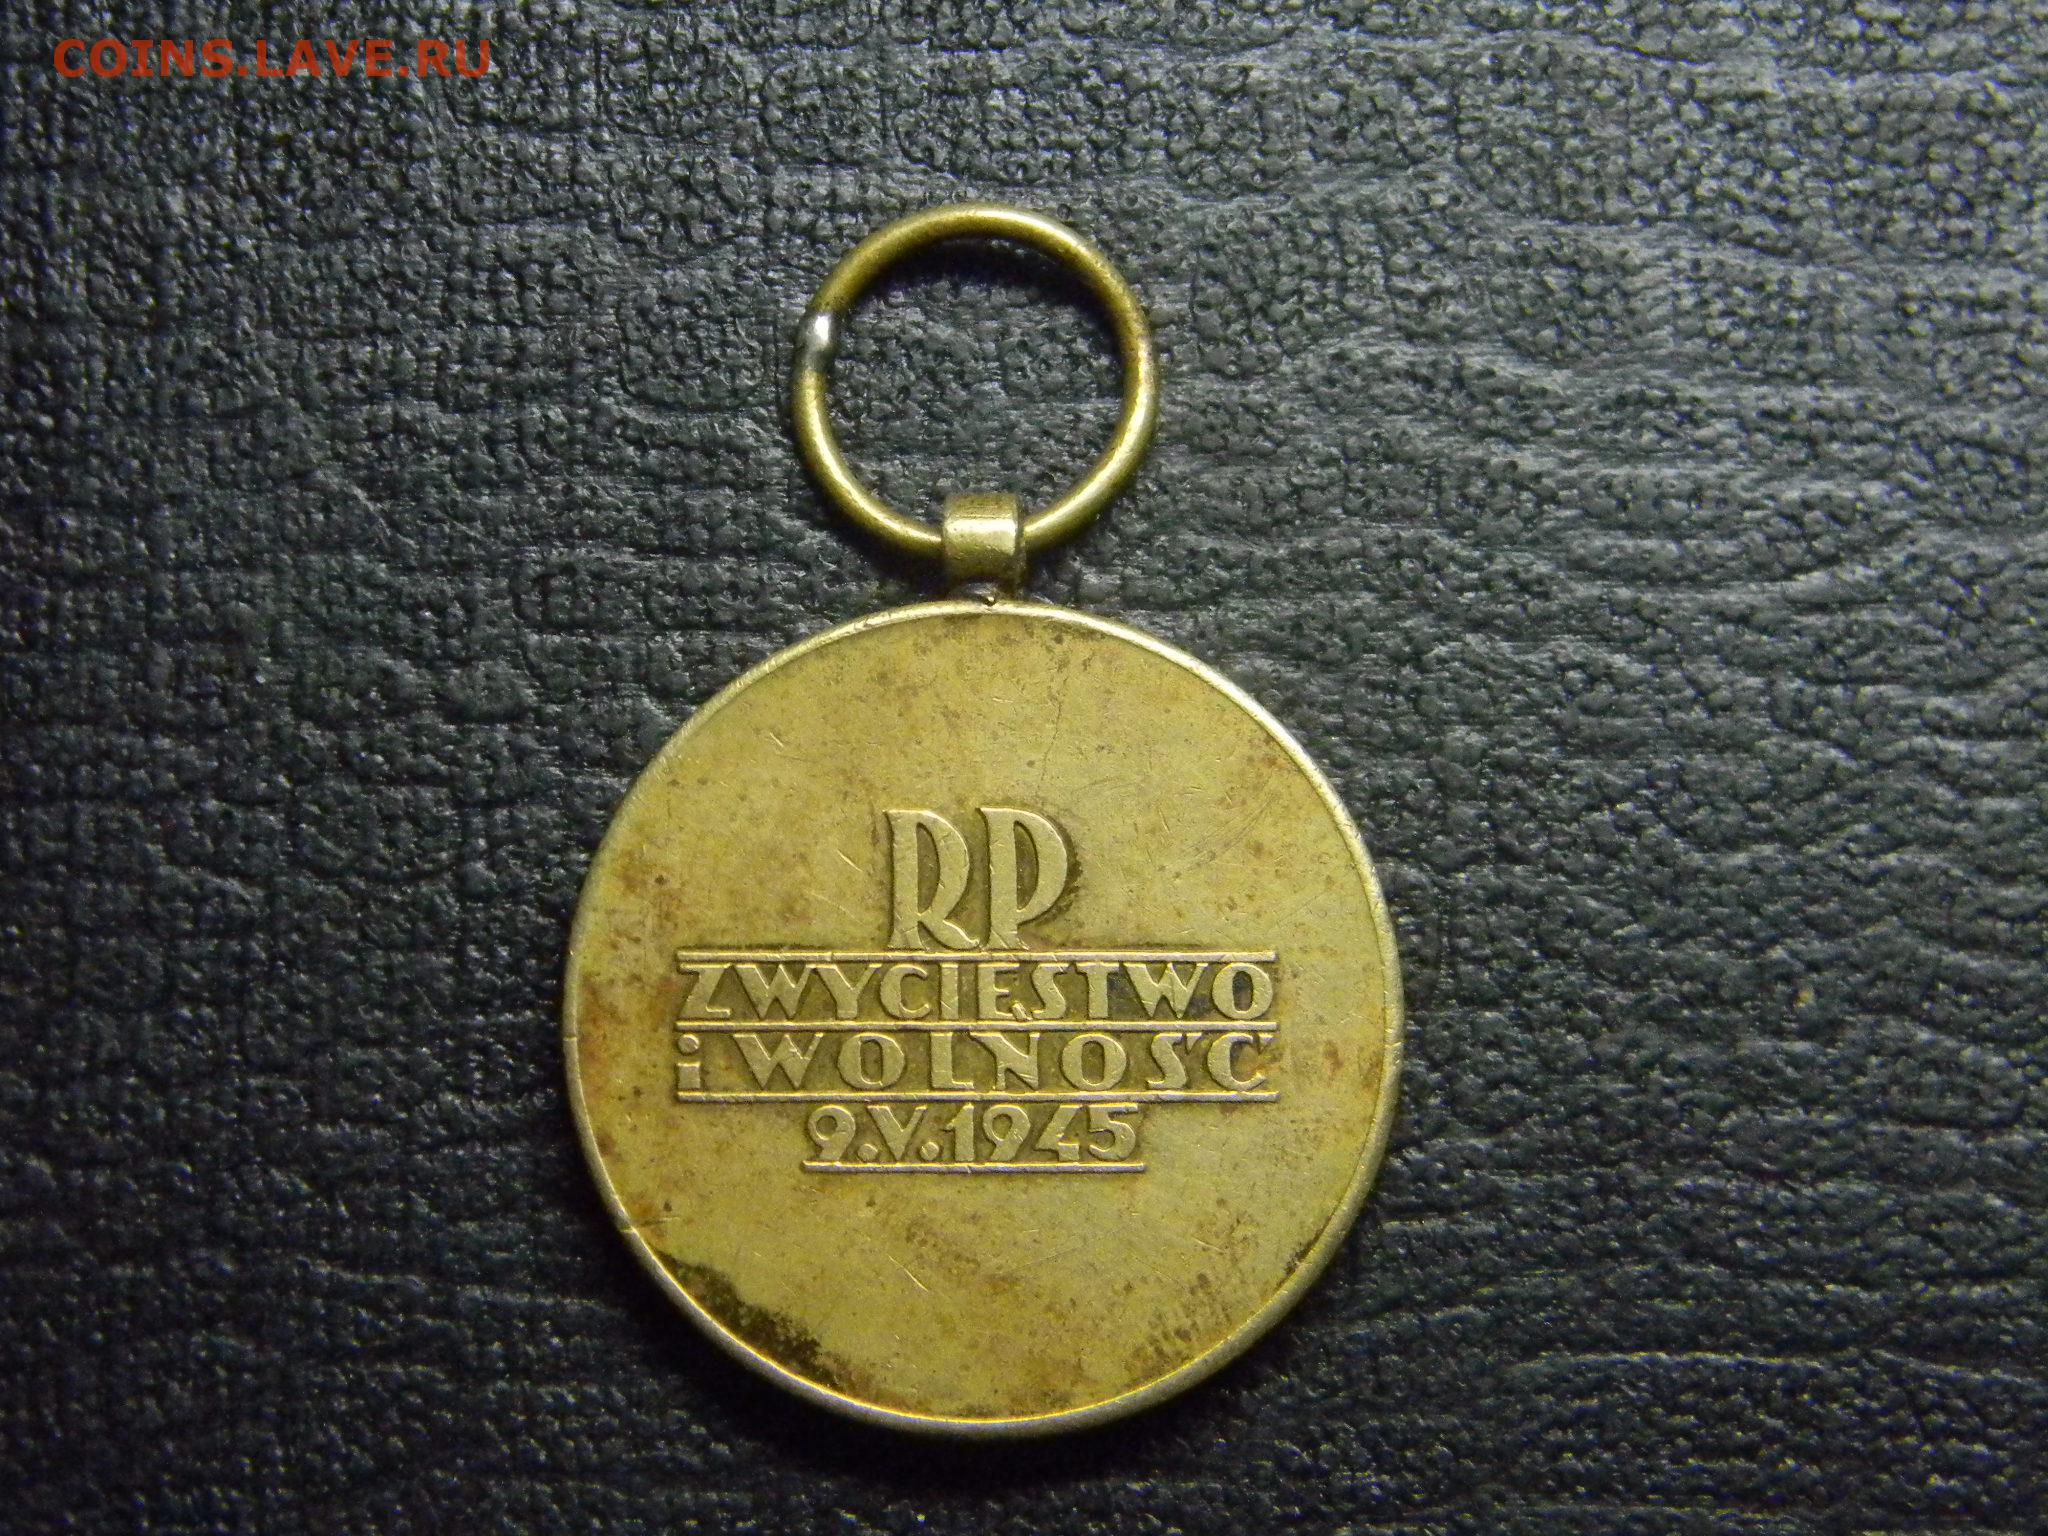 COINS.LAVE.RU
RP
ZWYCIĘSTWO
i WOLNOŚĆ
9.V.1945